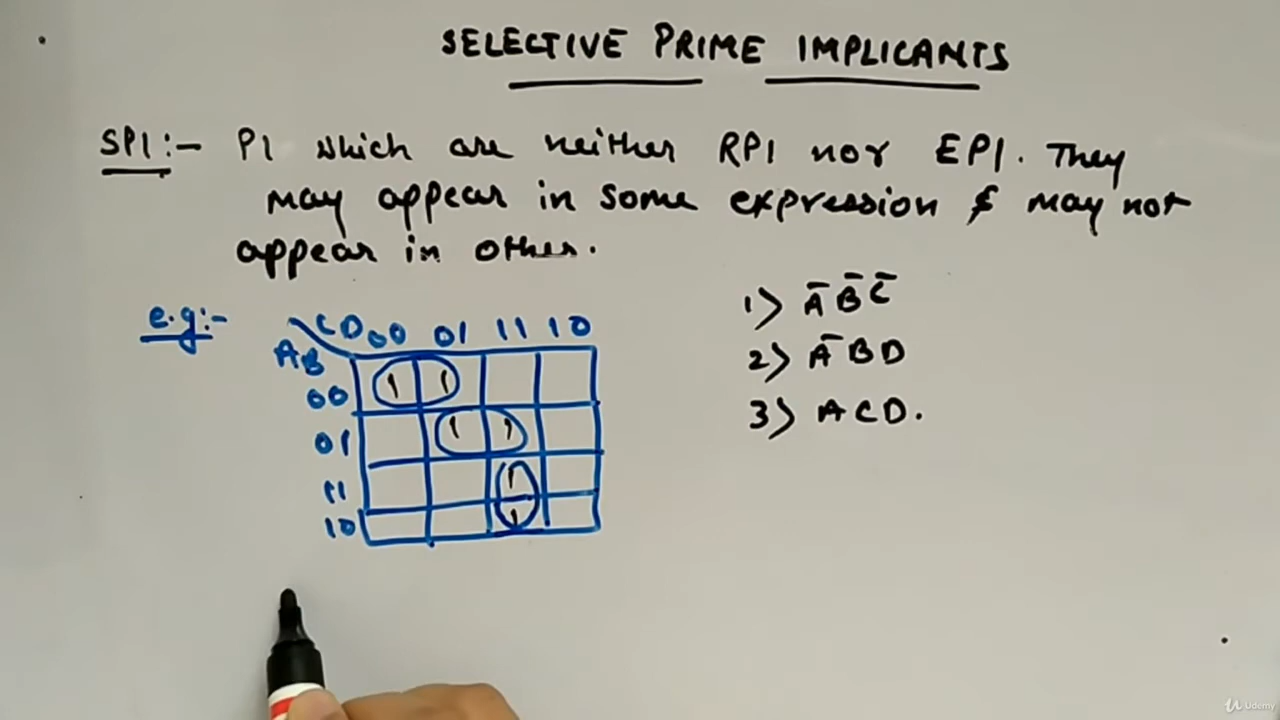 SELECTIVE PRIME IMPLICANTS
SPI:- PI which are neither RPI nor EPI. They
may appear in some expression & may not
appear in other.
e.g:-
1) A̅ B̅ C̅
2) A̅ B D
3) A C D.
CD 00 01 11 10
AB
00 1 1
01 1 1
11 1
10 1
Udemy